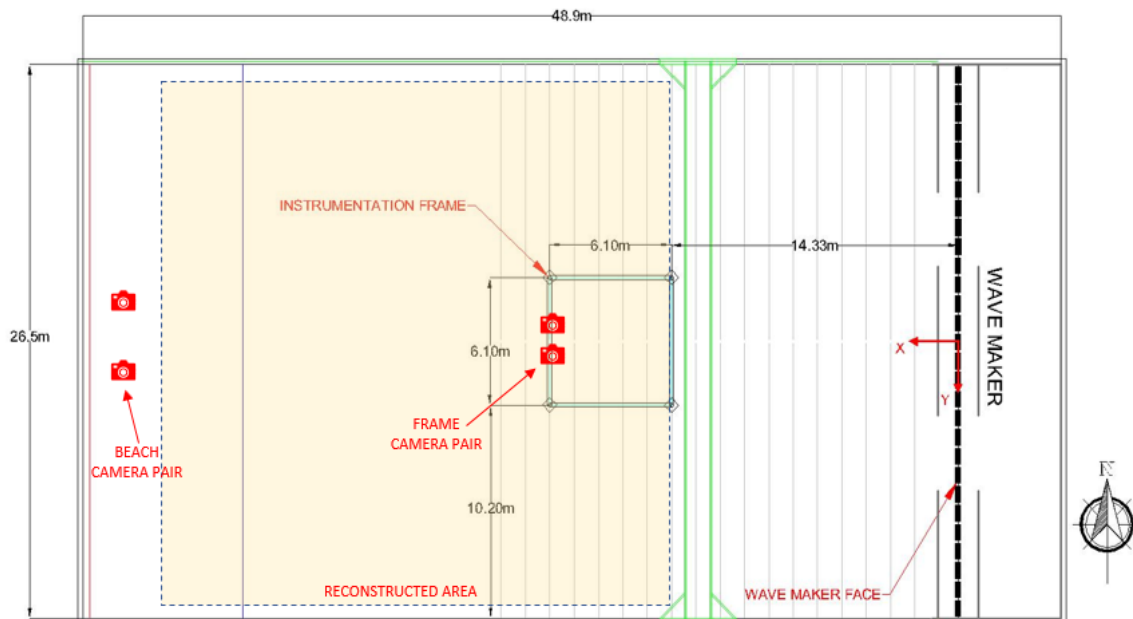 48.9m
INSTRUMENTATION FRAME
6.10m
14.33m
26.5m
6.10m
X
Y
WAVE MAKER
FRAME
CAMERA PAIR
BEACH
CAMERA PAIR
10.20m
N
RECONSTRUCTED AREA
WAVE MAKER FACE